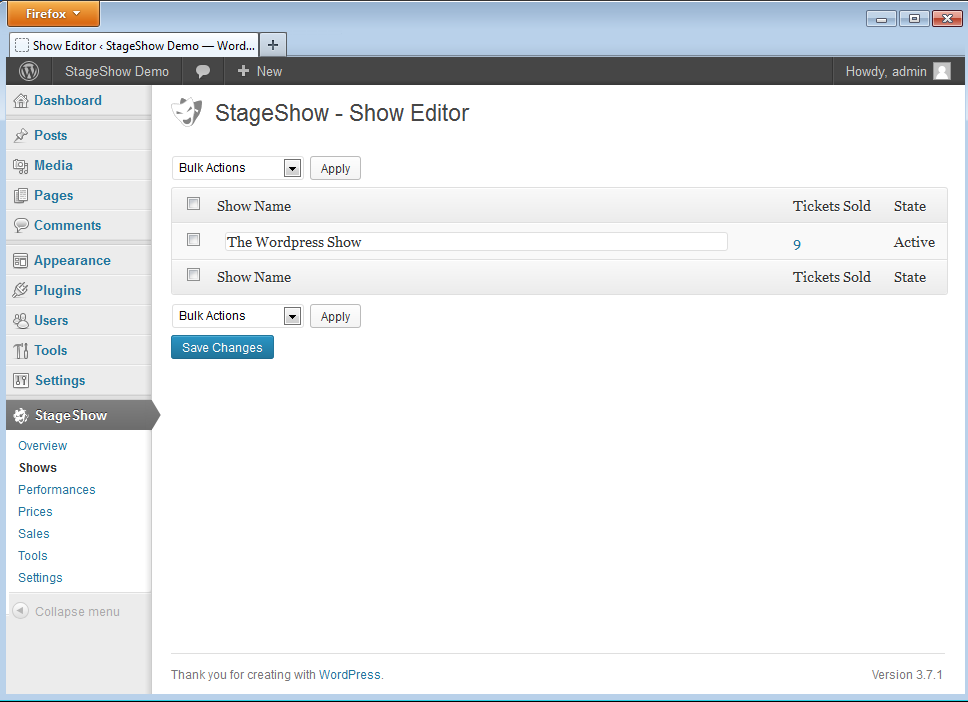 Firefox
Show Editor ‹ StageShow Demo — Word...
StageShow Demo
New
Howdy, admin
Dashboard
Posts
Media
Pages
Comments
Appearance
Plugins
Users
Tools
Settings
StageShow
Overview
Shows
Performances
Prices
Sales
Tools
Settings
Collapse menu
StageShow - Show Editor
Bulk Actions Apply
Show Name Tickets Sold State
The Wordpress Show 9 Active
Show Name Tickets Sold State
Bulk Actions Apply
Save Changes
Thank you for creating with WordPress. Version 3.7.1